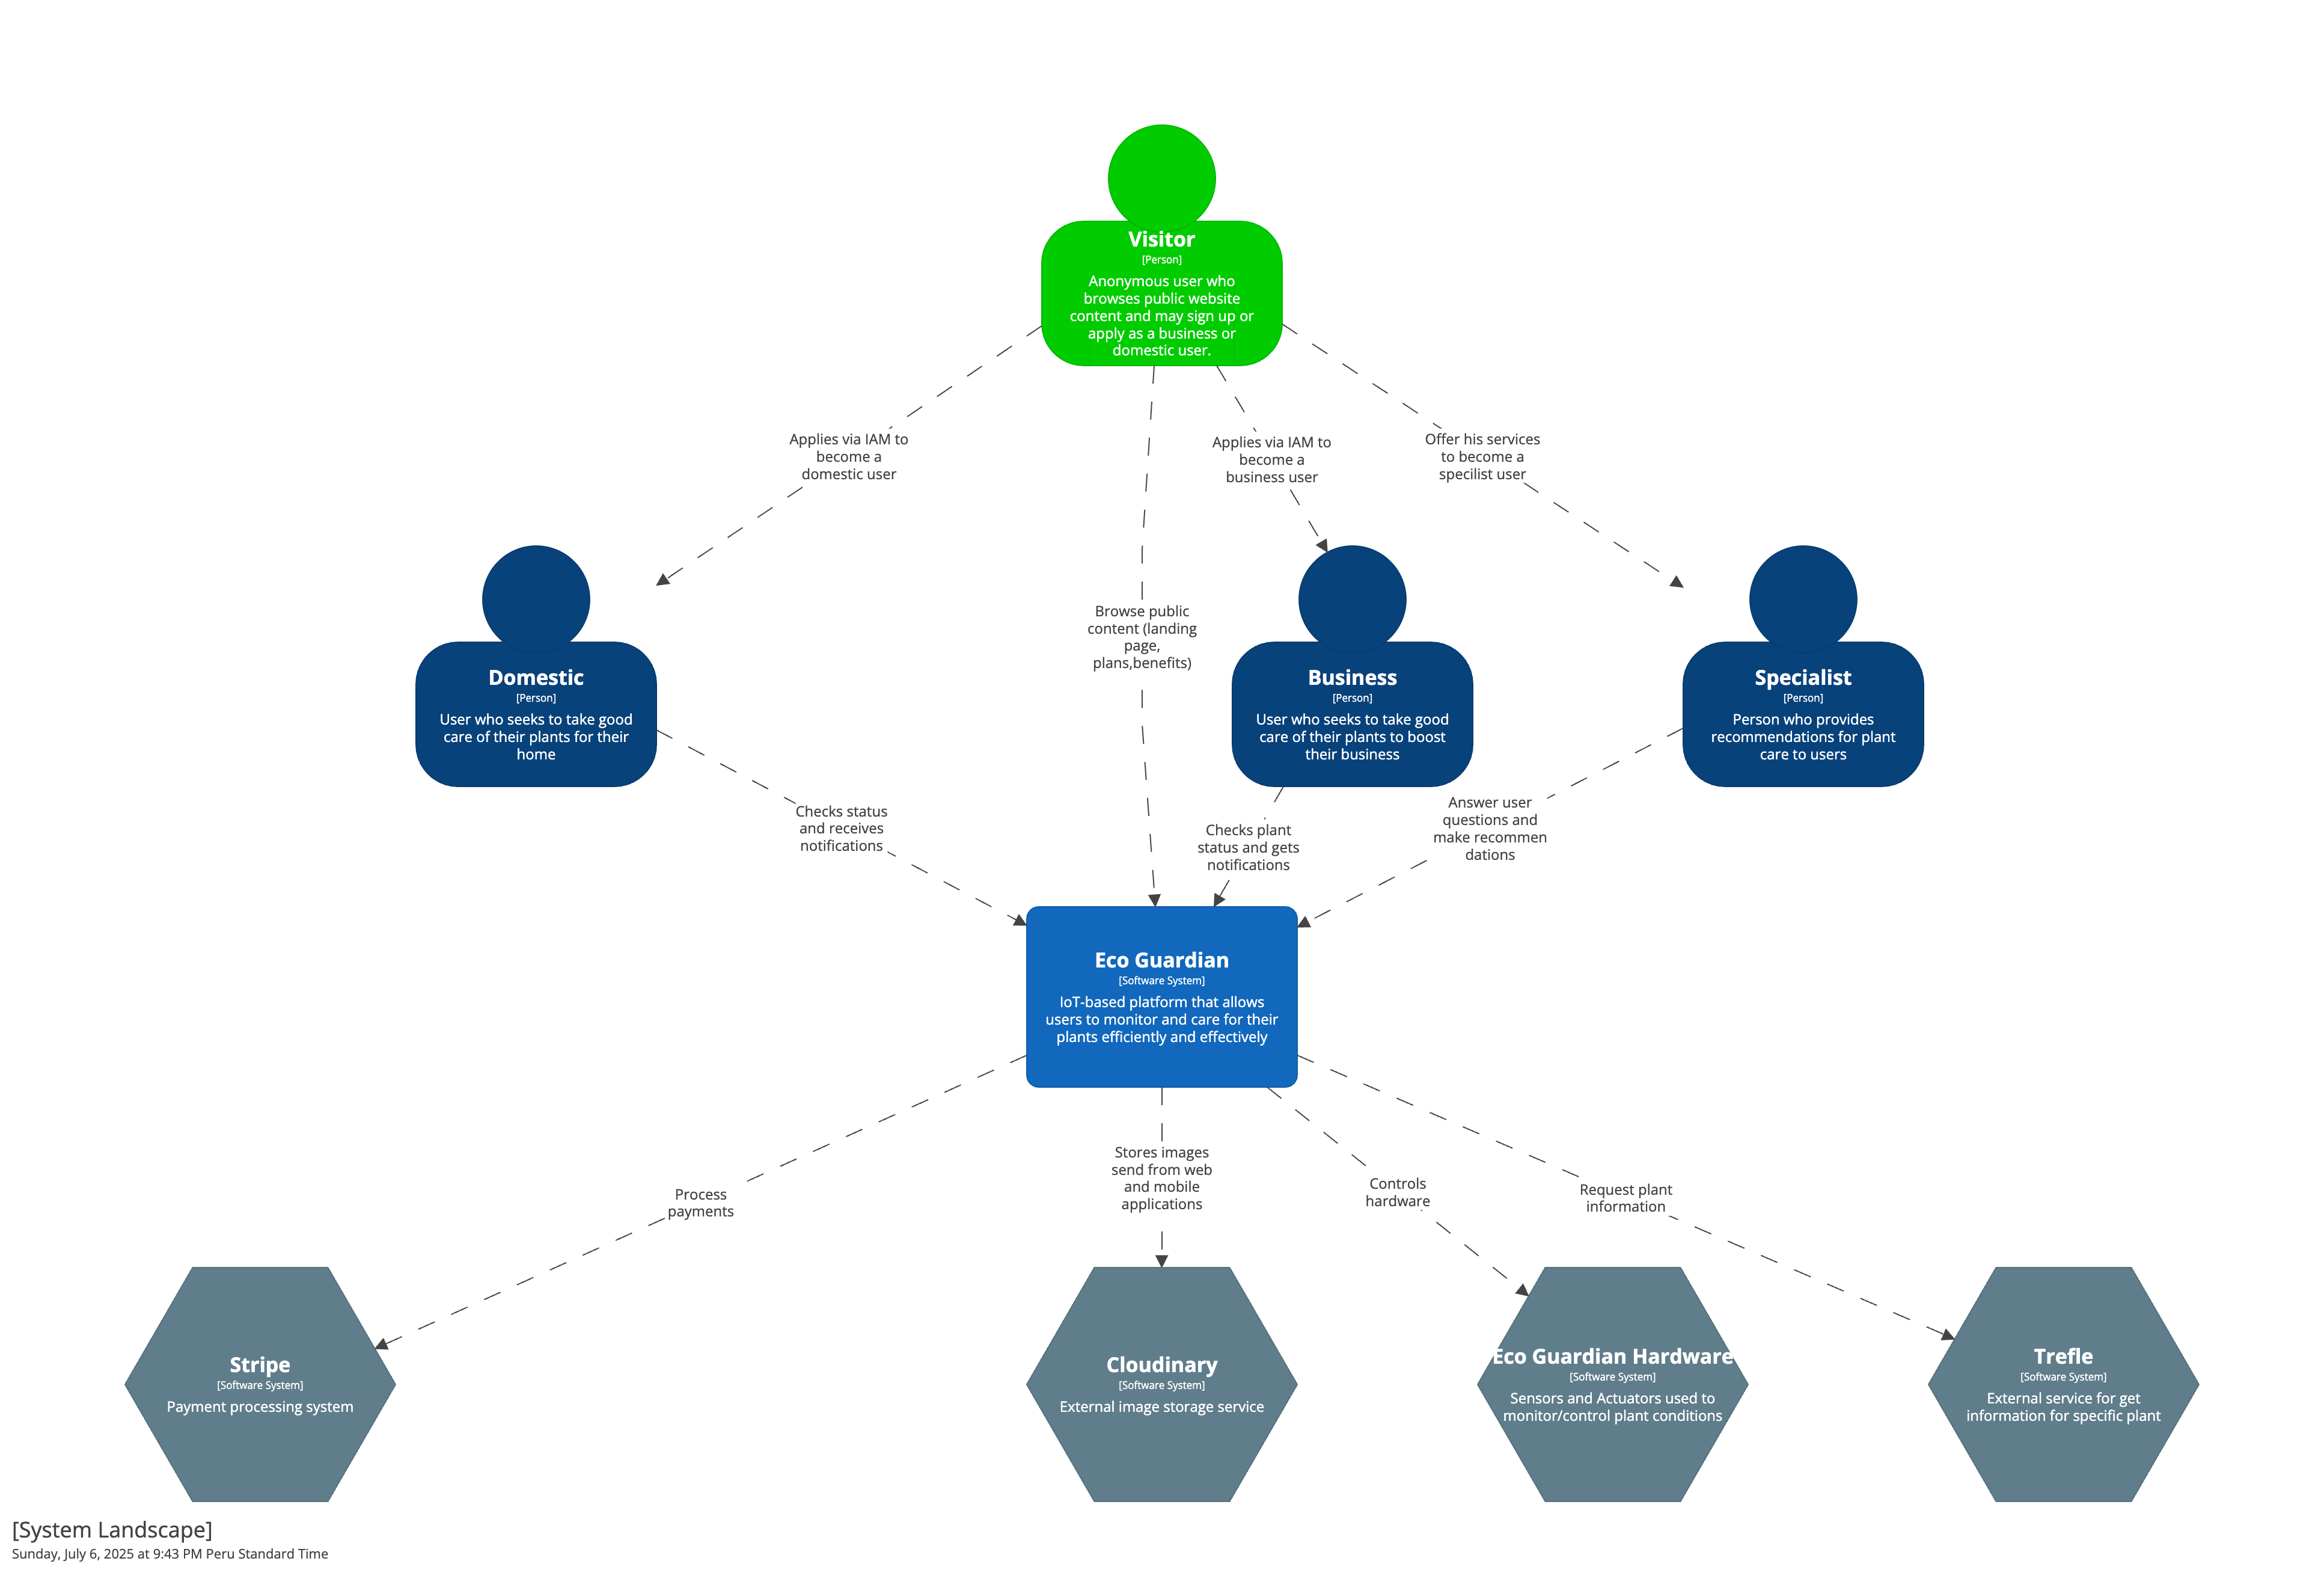 Visitor
[Person]
Anonymous user who
browses public website
content and may sign up or
apply as a business or
domestic user.
Applies via IAM to
become a
domestic user
Applies via IAM to
become a
business user
Offer his services
to become a
specilist user
Browse public
content (landing
page,
plans,benefits)
Domestic
[Person]
User who seeks to take good
care of their plants for their
home
Business
[Person]
User who seeks to take good
care of their plants to boost
their business
Specialist
[Person]
Person who provides
recommendations for plant
care to users
Checks status
and receives
notifications
Checks plant
status and gets
notifications
Answer user
questions and
make recommen
dations
Eco Guardian
[Software System]
IoT-based platform that allows
users to monitor and care for their
plants efficiently and effectively
Process
payments
Stores images
send from web
and mobile
applications
Controls
hardware
Request plant
information
Stripe
[Software System]
Payment processing system
Cloudinary
[Software System]
External image storage service
Eco Guardian Hardware
[Software System]
Sensors and Actuators used to
monitor/control plant conditions
Trefle
[Software System]
External service for get
information for specific plant
[System Landscape]
Sunday, July 6, 2025 at 9:43 PM Peru Standard Time